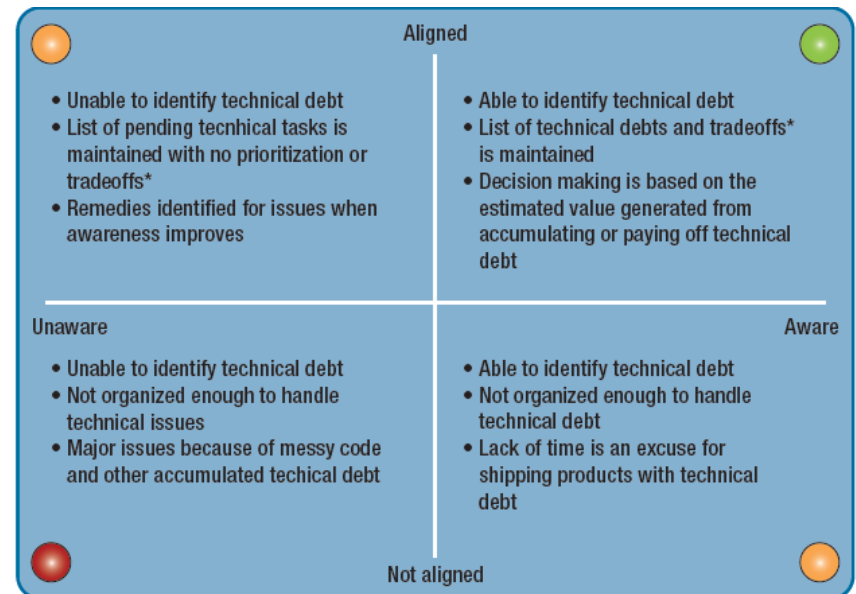 Aligned
• Unable to identify technical debt
• List of pending tecnhical tasks is
maintained with no prioritization or
tradeoffs*
• Remedies identified for issues when
awareness improves
• Able to identify technical debt
• List of technical debts and tradeoffs*
is maintained
• Decision making is based on the
estimated value generated from
accumulating or paying off technical
debt
Unaware
Aware
• Unable to identify technical debt
• Not organized enough to handle
technical issues
• Major issues because of messy code
and other accumulated techical debt
• Able to identify technical debt
• Not organized enough to handle
technical debt
• Lack of time is an excuse for
shipping products with technical
debt
Not aligned